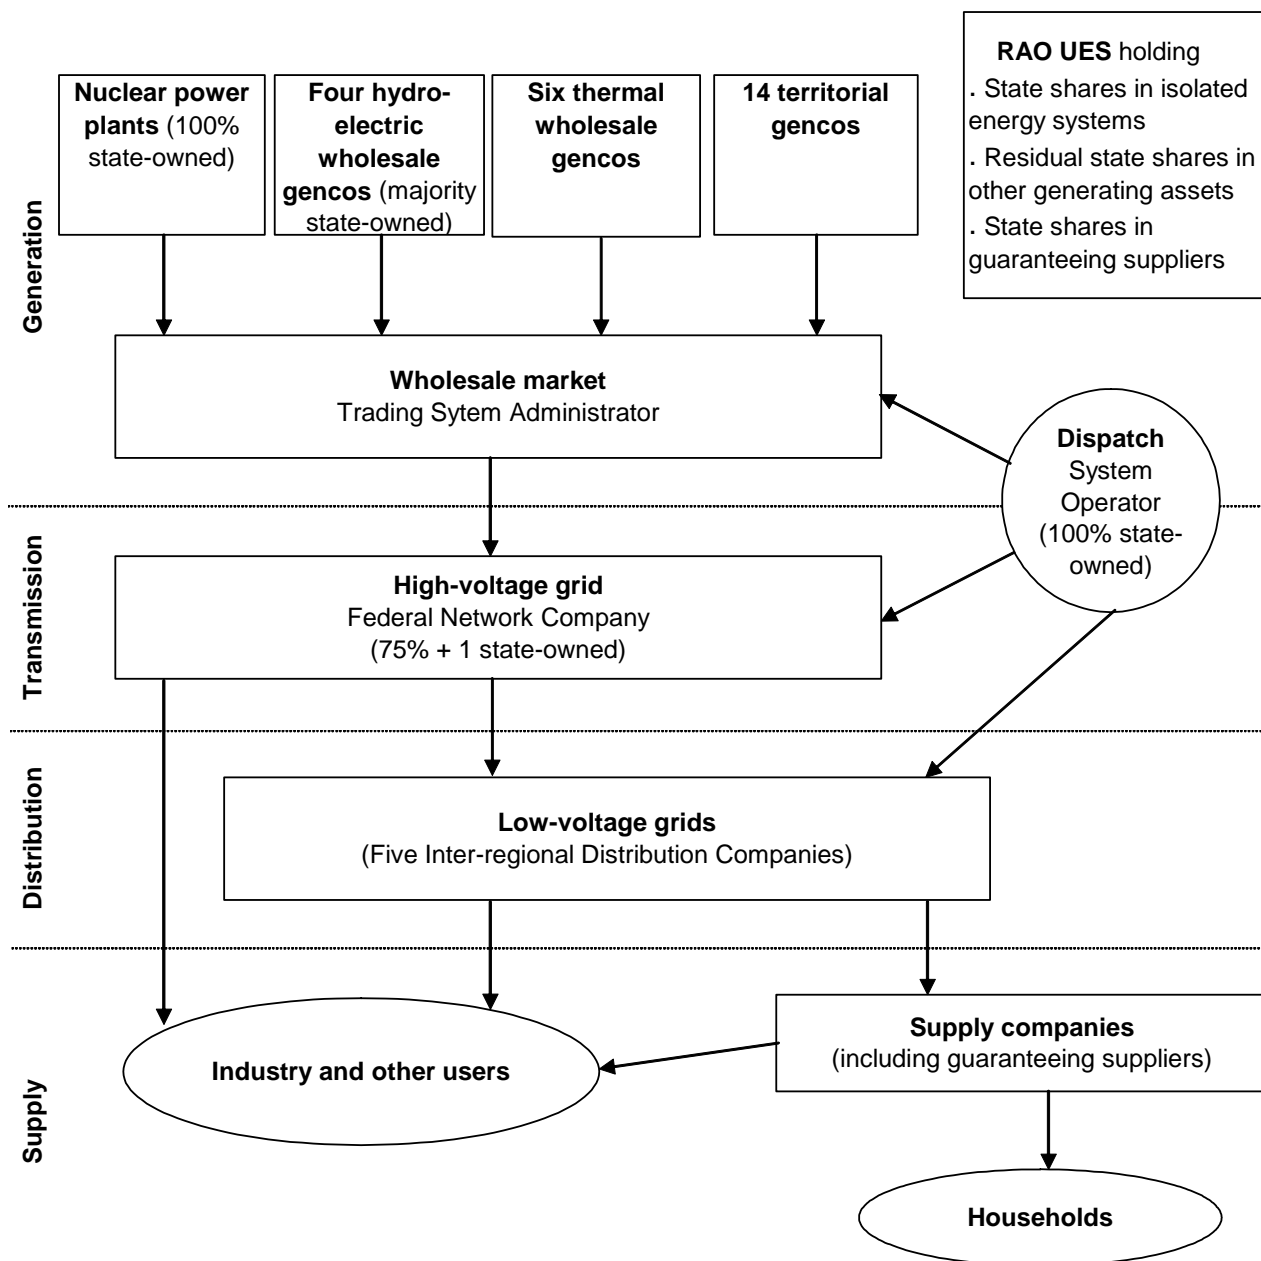 RAO UES holding
. State shares in isolated
energy systems
. Residual state shares in
other generating assets
. State shares in
guaranteeing suppliers
Nuclear power
plants (100%
state-owned)
Four hydro-
electric
wholesale
gencos (majority
state-owned)
Six thermal
wholesale
gencos
14 territorial
gencos
Generation
Wholesale market
Trading Sytem Administrator
Dispatch
System
Operator
(100% state-
owned)
Transmission
High-voltage grid
Federal Network Company
(75% + 1 state-owned)
Distribution
Low-voltage grids
(Five Inter-regional Distribution Companies)
Supply
Industry and other users
Supply companies
(including guaranteeing suppliers)
Households